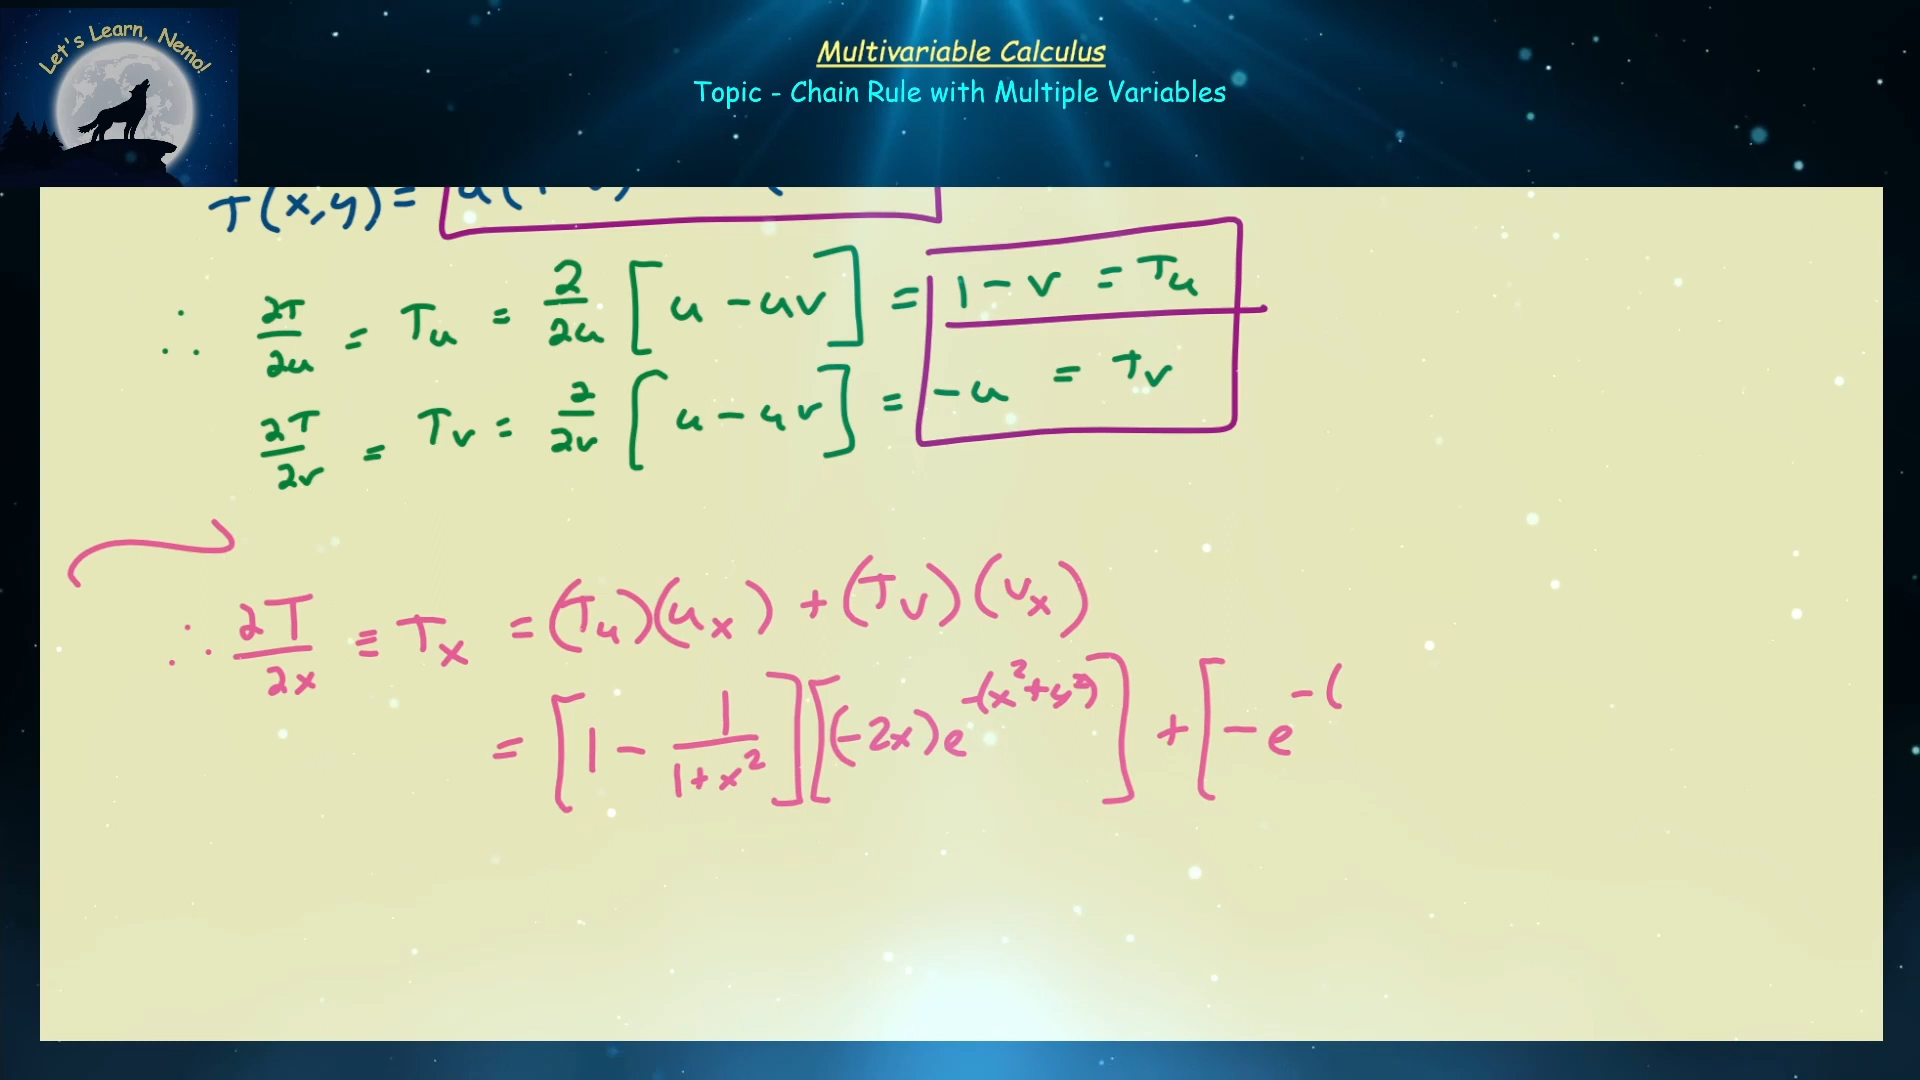 Let's Learn, Nemo!
Multivariable Calculus
Topic - Chain Rule with Multiple Variables
T(x,y)=
∴ ∂T/∂u = Tu = ∂/∂u [u - uv] = 1 - v = Tu
∂T/∂v = Tv = ∂/∂v [u - uv] = -u = Tv
∴ ∂T/∂x ≡ Tx = (Tu)(ux) + (Tv)(vx)
= [1 - 1/(1+x²)][(-2x)e^-(x²+y²)] + [-e^-(